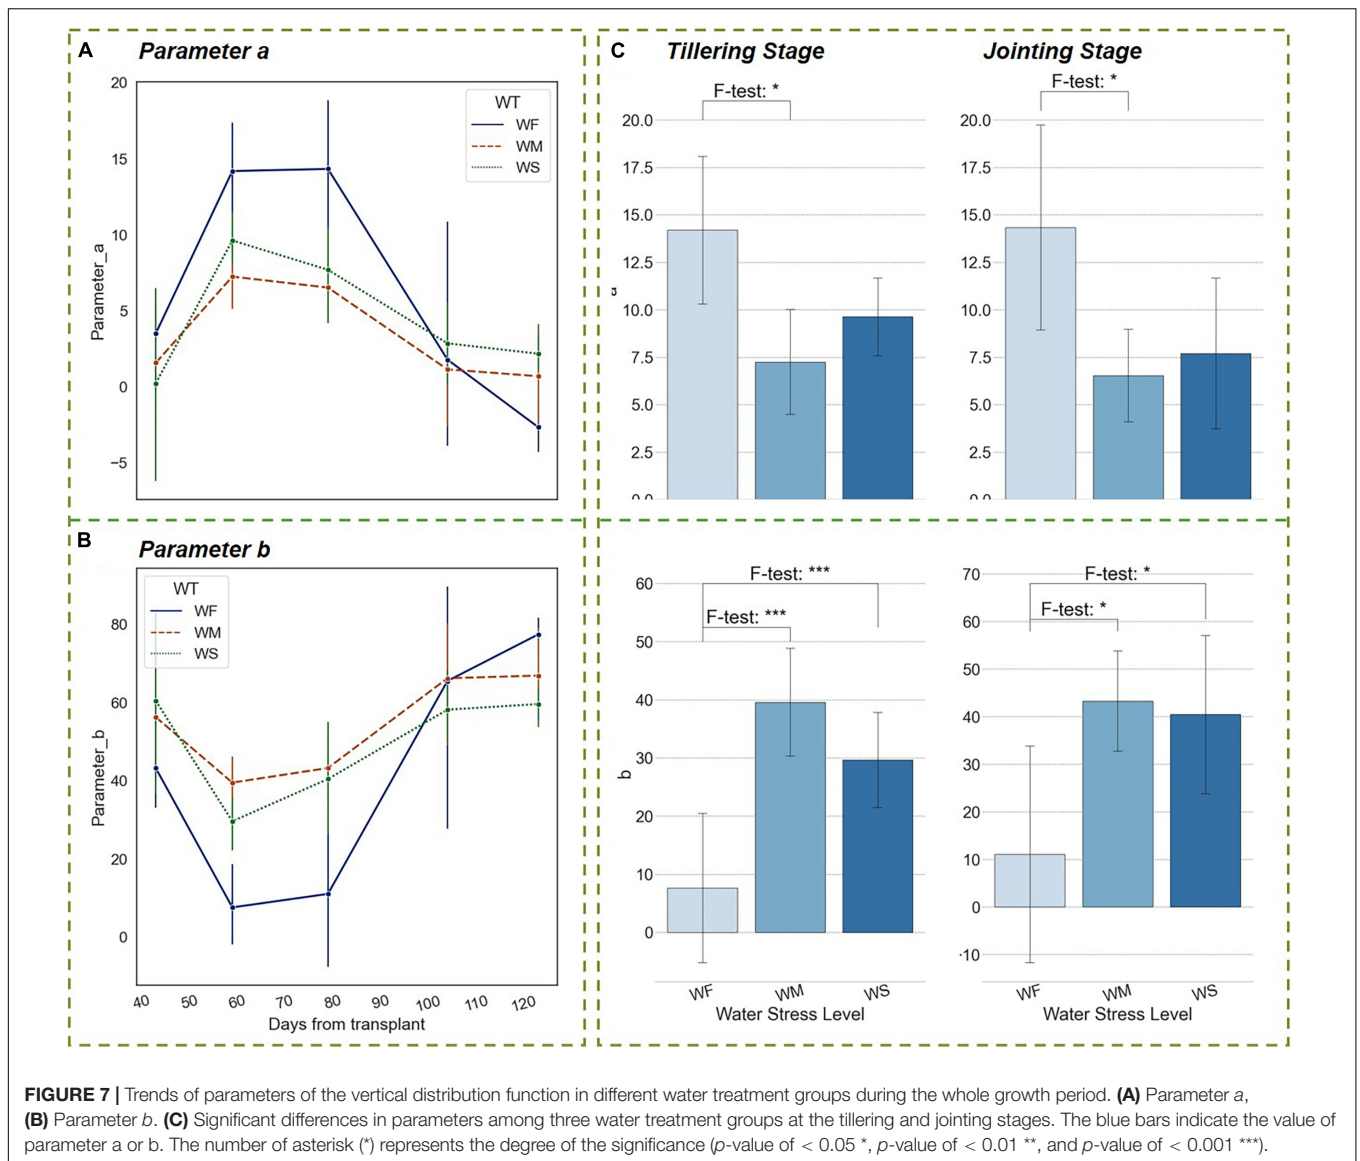 A Parameter a
20
15
10
5
0
−5
Parameter_a
WT
WF
WM
WS
B Parameter b
WT
WF
WM
WS
80
60
40
20
0
Parameter_b
40 50 60 70 80 90 100 110 120
Days from transplant
C Tillering Stage
Jointing Stage
F-test: *
20.0
17.5
15.0
12.5
10.0
7.5
5.0
2.5
0.0
a
F-test: *
20.0
17.5
15.0
12.5
10.0
7.5
5.0
2.5
0.0
F-test: ***
F-test: ***
60
50
40
30
20
10
0
b
WF WM WS
Water Stress Level
F-test: *
F-test: *
70
60
50
40
30
20
10
0
-10
WF WM WS
Water Stress Level
FIGURE 7 | Trends of parameters of the vertical distribution function in different water treatment groups during the whole growth period. (A) Parameter a,
(B) Parameter b. (C) Significant differences in parameters among three water treatment groups at the tillering and jointing stages. The blue bars indicate the value of
parameter a or b. The number of asterisk (*) represents the degree of the significance (p-value of < 0.05 *, p-value of < 0.01 **, and p-value of < 0.001 ***).